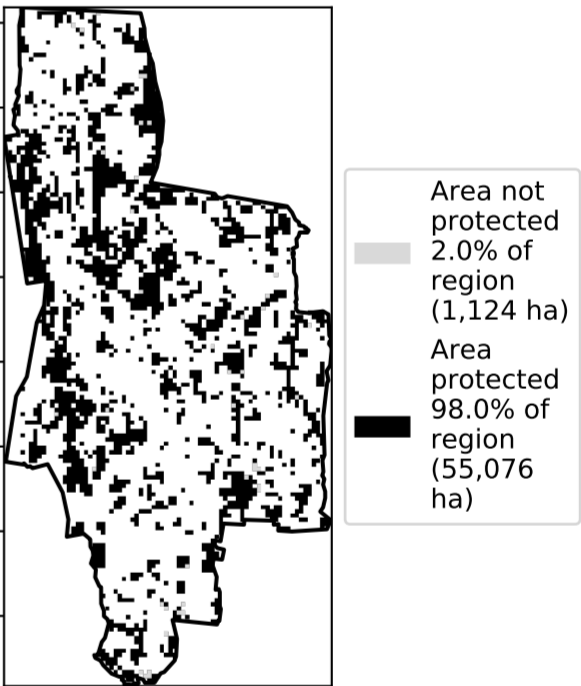 Area not
protected
2.0% of
region
(1,124 ha)
Area
protected
98.0% of
region
(55,076
ha)